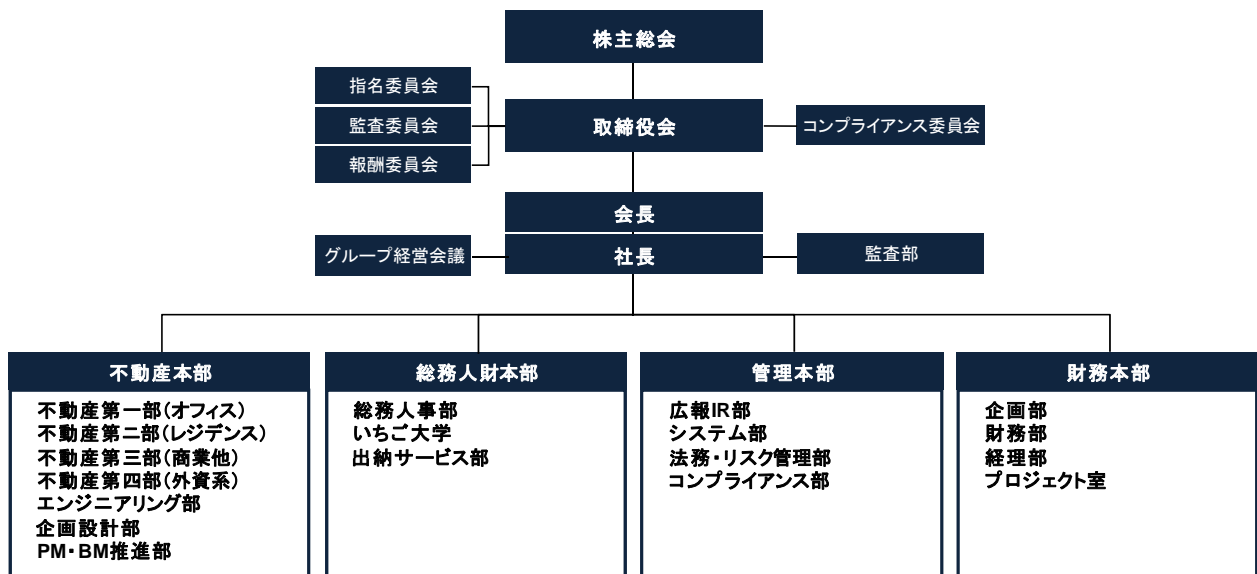 株主総会
指名委員会
監査委員会
報酬委員会
取締役会
コンプライアンス委員会
会長
グループ経営会議
社長
監査部
不動産本部
不動産第一部(オフィス)
不動産第二部(レジデンス)
不動産第三部(商業他)
不動産第四部(外資系)
エンジニアリング部
企画設計部
PM・BM推進部
総務人財本部
総務人事部
いちご大学
出納サービス部
管理本部
広報IR部
システム部
法務・リスク管理部
コンプライアンス部
財務本部
企画部
財務部
経理部
プロジェクト室